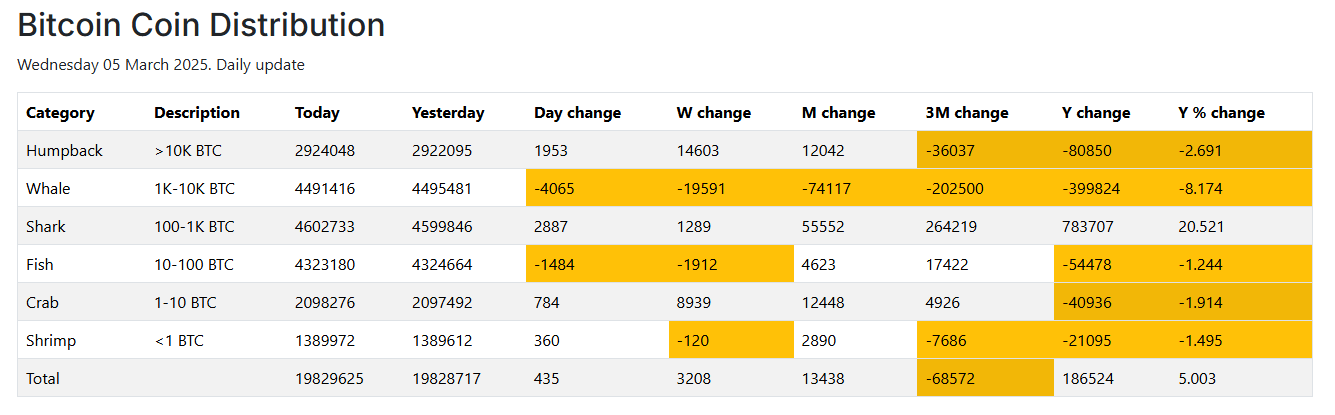 Bitcoin Coin Distribution
Wednesday 05 March 2025. Daily update
Category Description Today Yesterday Day change W change M change 3M change Y change Y % change
Humpback >10K BTC 2924048 2922095 1953 14603 12042 -36037 -80850 -2.691
Whale 1K-10K BTC 4491416 4495481 -4065 -19591 -74117 -202500 -399824 -8.174
Shark 100-1K BTC 4602733 4599846 2887 1289 55552 264219 783707 20.521
Fish 10-100 BTC 4323180 4324664 -1484 -1912 4623 17422 -54478 -1.244
Crab 1-10 BTC 2098276 2097492 784 8939 12448 4926 -40936 -1.914
Shrimp <1 BTC 1389972 1389612 360 -120 2890 -7686 -21095 -1.495
Total 19829625 19828717 435 3208 13438 -68572 186524 5.003